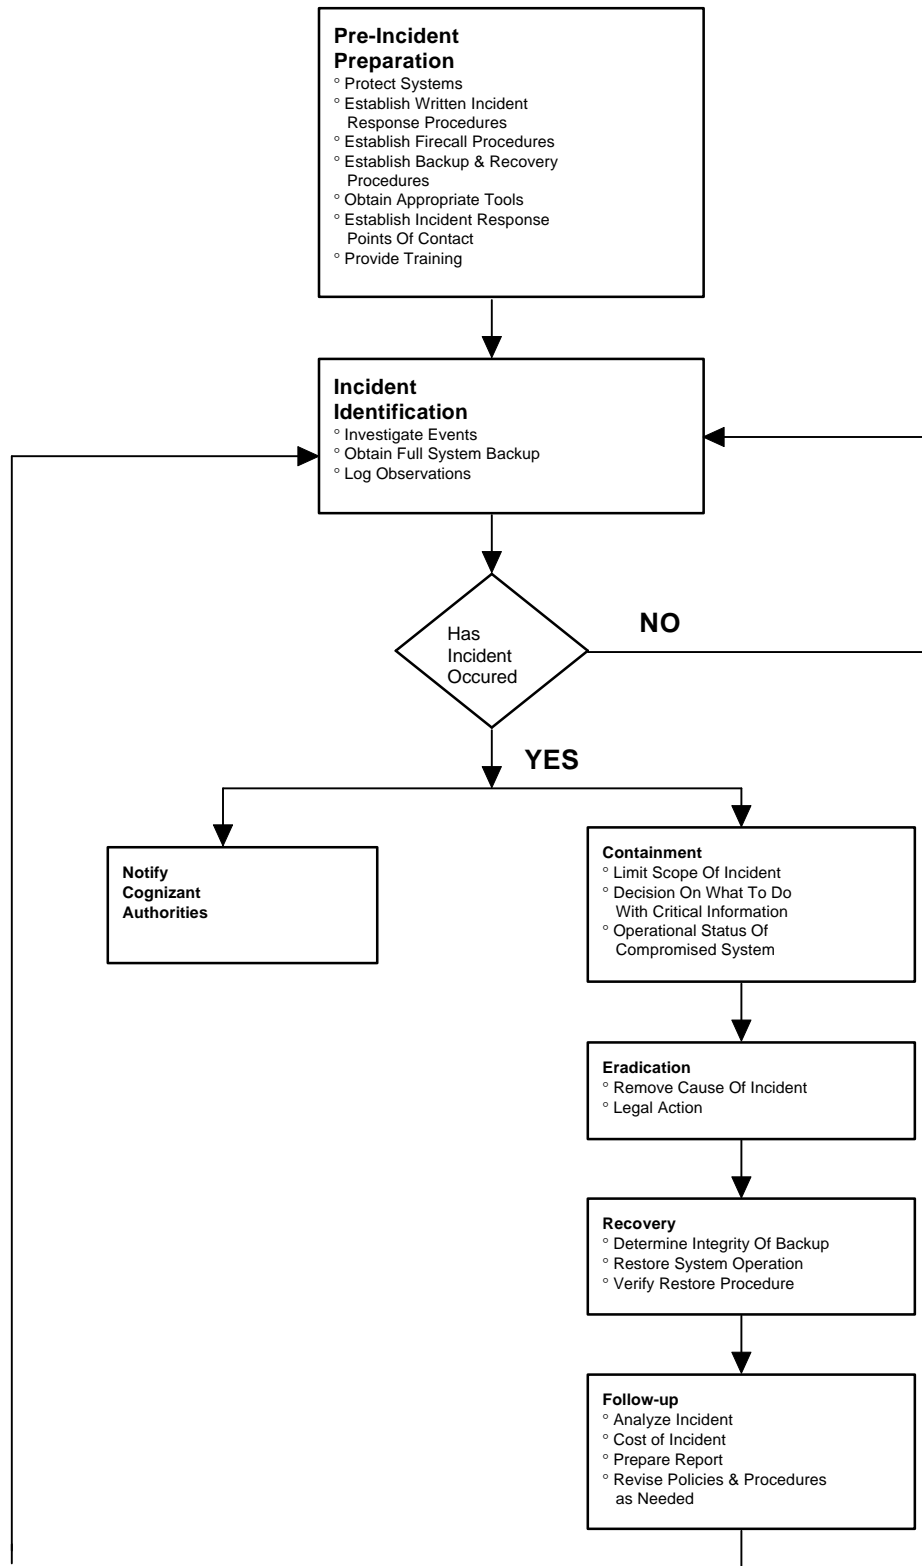 Pre-Incident
Preparation
° Protect Systems
° Establish Written Incident
Response Procedures
° Establish Firecall Procedures
° Establish Backup & Recovery
Procedures
° Obtain Appropriate Tools
° Establish Incident Response
Points Of Contact
° Provide Training
Incident
Identification
° Investigate Events
° Obtain Full System Backup
° Log Observations
Has
Incident
Occured
NO
YES
Notify
Cognizant
Authorities
Containment
° Limit Scope Of Incident
° Decision On What To Do
With Critical Information
° Operational Status Of
Compromised System
Eradication
° Remove Cause Of Incident
° Legal Action
Recovery
° Determine Integrity Of Backup
° Restore System Operation
° Verify Restore Procedure
Follow-up
° Analyze Incident
° Cost of Incident
° Prepare Report
° Revise Policies & Procedures
as Needed